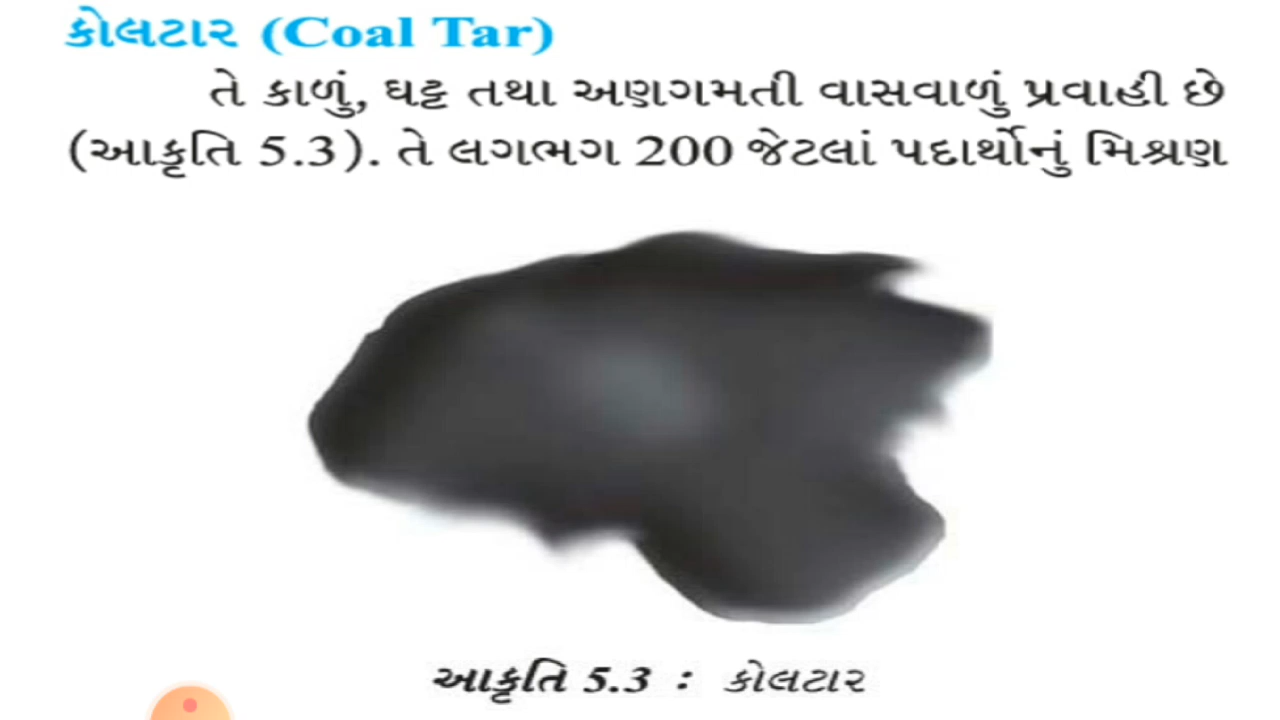 કોલટાર (Coal Tar)
તે કાળું, ઘટ્ટ તથા અણગમતી વાસવાળું પ્રવાહી છે
(આકૃતિ 5.3). તે લગભગ 200 જેટલાં પદાર્થોનું મિશ્રણ
આકૃતિ 5.3 : કોલટાર